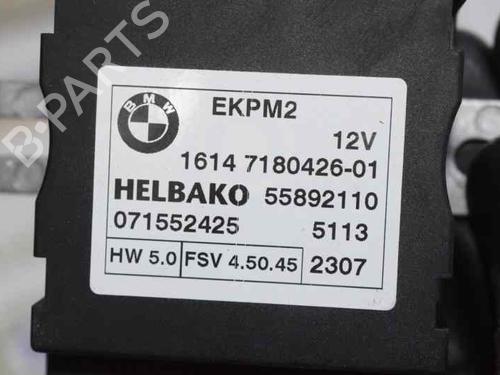 BMW
EKPM2
12V
1614 7180426-01
HELBAKO 55892110
071552425 5113
HW 5.0 FSV 4.50.45 2307
B-PARTS